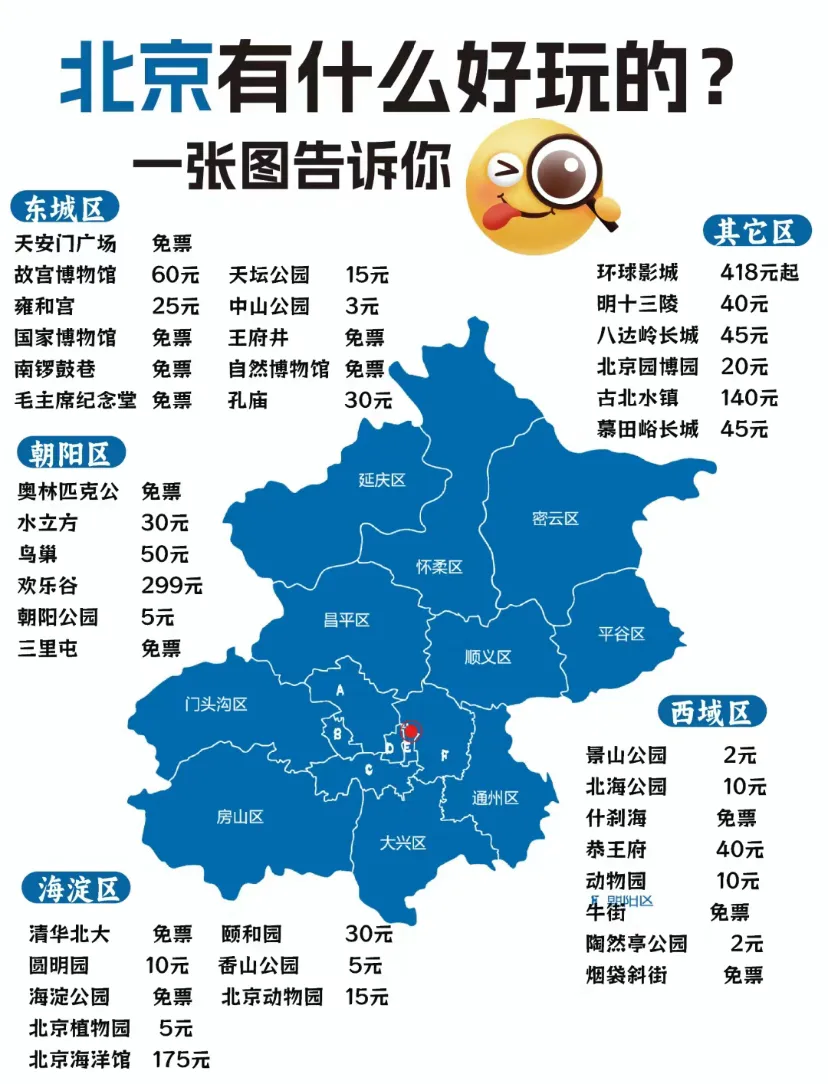 北京有什么好玩的?
一张图告诉你
东城区
天安门广场 免票
故宫博物馆 60元 天坛公园 15元
雍和宫 25元 中山公园 3元
国家博物馆 免票 王府井 免票
南锣鼓巷 免票 自然博物馆 免票
毛主席纪念堂 免票 孔庙 30元
其它区
环球影城 418元起
明十三陵 40元
八达岭长城 45元
北京园博园 20元
古北水镇 140元
慕田峪长城 45元
朝阳区
奥林匹克公 免票
水立方 30元
鸟巢 50元
欢乐谷 299元
朝阳公园 5元
三里屯 免票
延庆区
密云区
怀柔区
昌平区
平谷区
顺义区
门头沟区
A
B
D E
F
C
通州区
房山区
大兴区
西域区
景山公园 2元
北海公园 10元
什刹海 免票
恭王府 40元
动物园 10元
F 朝阳区
牛街 免票
陶然亭公园 2元
烟袋斜街 免票
海淀区
清华北大 免票 颐和园 30元
圆明园 10元 香山公园 5元
海淀公园 免票 北京动物园 15元
北京植物园 5元
北京海洋馆 175元